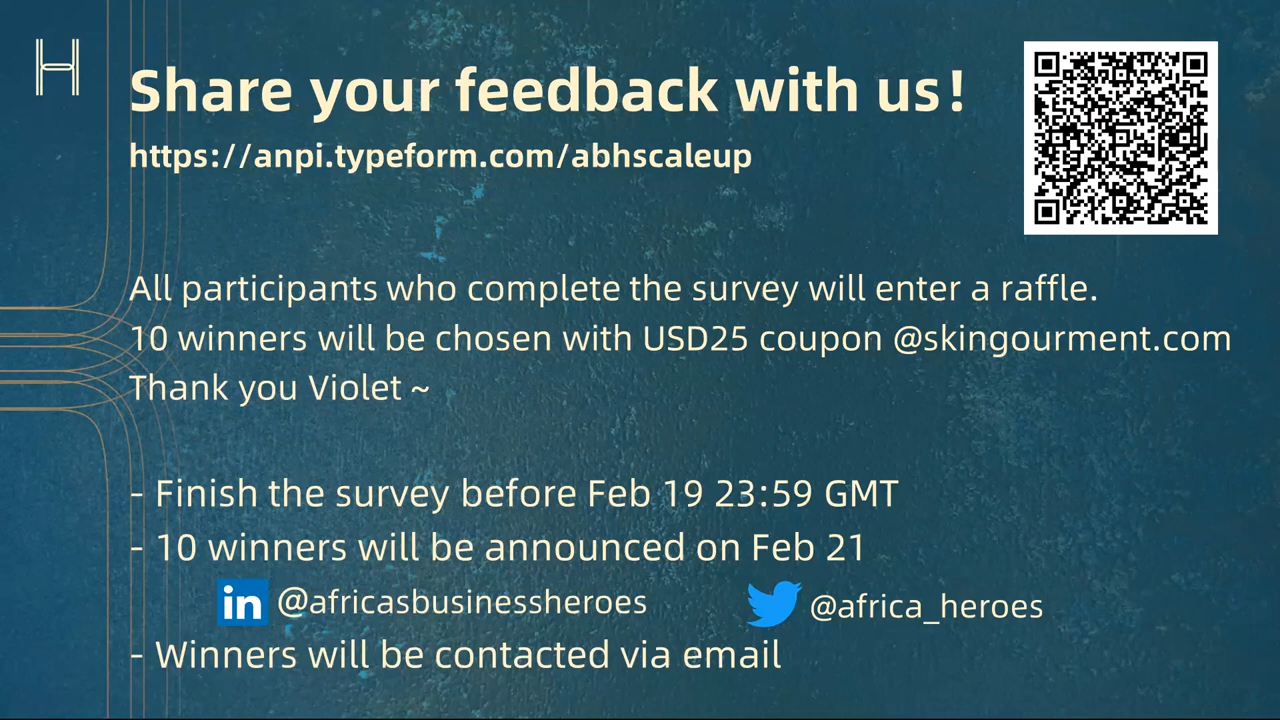 H
Share your feedback with us!
https://anpi.typeform.com/abhscaleup
All participants who complete the survey will enter a raffle.
10 winners will be chosen with USD25 coupon @skingourment.com
Thank you Violet ~
- Finish the survey before Feb 19 23:59 GMT
- 10 winners will be announced on Feb 21
in @africasbusinessheroes @africa_heroes
- Winners will be contacted via email